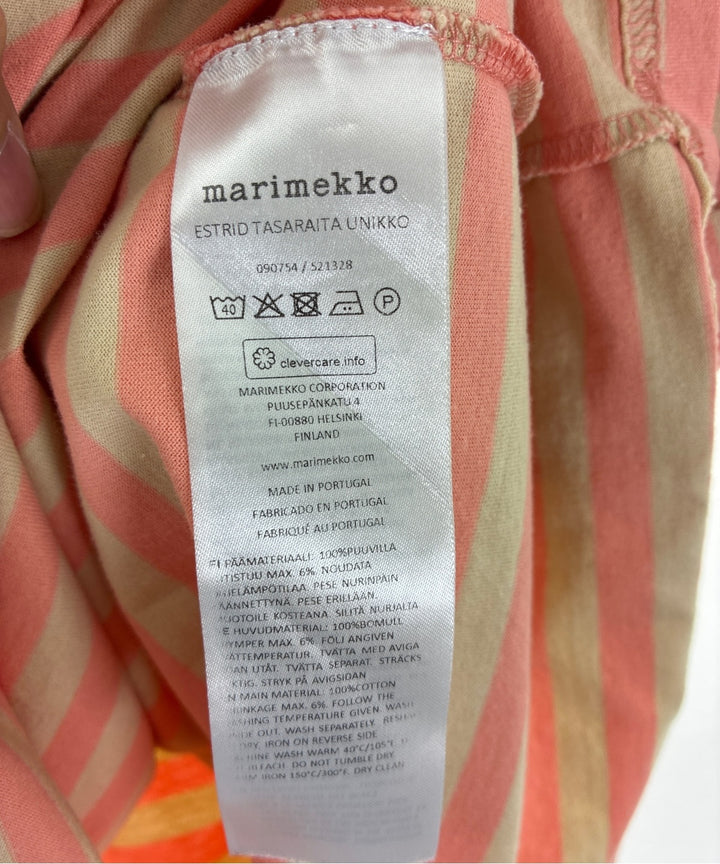 marimekko
ESTRID TASARAITA UNIKKO
090754 / 521328
40 P
clevercare.info
MARIMEKKO CORPORATION
PUUSEPÄNKATU 4
FI-00880 HELSINKI
FINLAND
www.marimekko.com
MADE IN PORTUGAL
FABRICADO EN PORTUGAL
FABRIQUÉ AU PORTUGAL
FI PÄÄMATERIAALI: 100%PUUVILLA
MAX. 6%. NOUDATA
PESE NURINPÄIN
PESE ERILLÄÄN.
KOSTEANA. SILITÄ NURJALTA
HUVUDMATERIAL: 100%BOMULL
MAX. 6%. FÖLJ ANGIVEN
TVÄTTA MED AVIGA
UTÅT. TVÄTTA SEPARAT. STRÄCKS
STRYK PÅ AVIGSIDAN
MAIN MATERIAL: 100%COTTON
MAX. 6%. FOLLOW THE
TEMPERATURE GIVEN. WASH
OUT. WASH SEPARATELY.
IRON ON REVERSE SIDE
WASH WARM 40°C/105°F.
DO NOT TUMBLE DRY.
IRON 150°C/300°F. DRY CLEAN